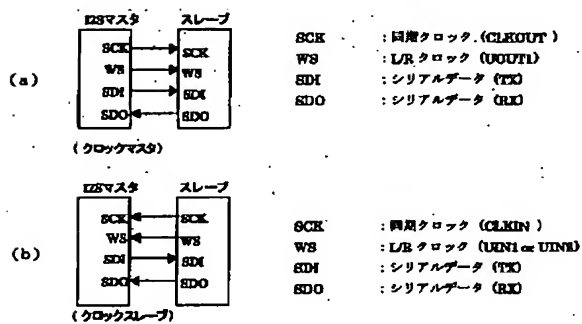 (a)
I2Sマスタ スレーブ
SCK SCK
WS WS
SDI SDI
SDO SDO
(クロックマスタ)
SCK :同期クロック.(CLKOUT)
WS :L/Rクロック(UOUT1)
SDI :シリアルデータ(TX)
SDO :シリアルデータ(RX)
(b)
I2Sマスタ スレーブ
SCK SCK
WS WS
SDI SDI
SDO SDO
(クロックスレーブ)
SCK :同期クロック(CLKIN)
WS :L/Rクロック(UIN1 or UIN2)
SDI :シリアルデータ(TX)
SDO :シリアルデータ(RX)